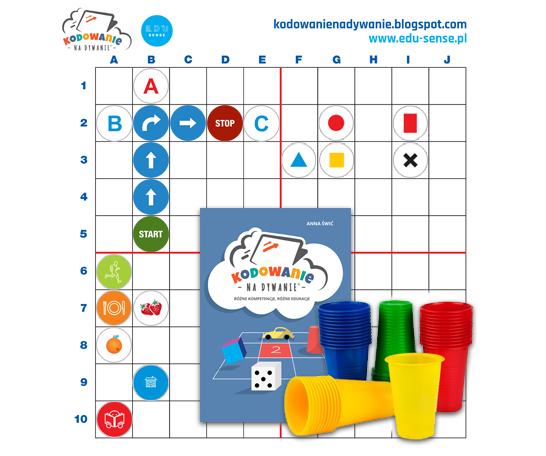 KODOWANIE
NA DYWANIE
EDU
SENSE
kodowanienadywanie.blogspot.com
www.edu-sense.pl
A B C D E F G H I J
1 A
2 B STOP C
3
4
5 START
6
7
8
9
10
ANNA ŚWIĆ
KODOWANIE
– NA DYWANIE –
RÓŻNE KOMPETENCJE, RÓŻNE EDUKACJE
2